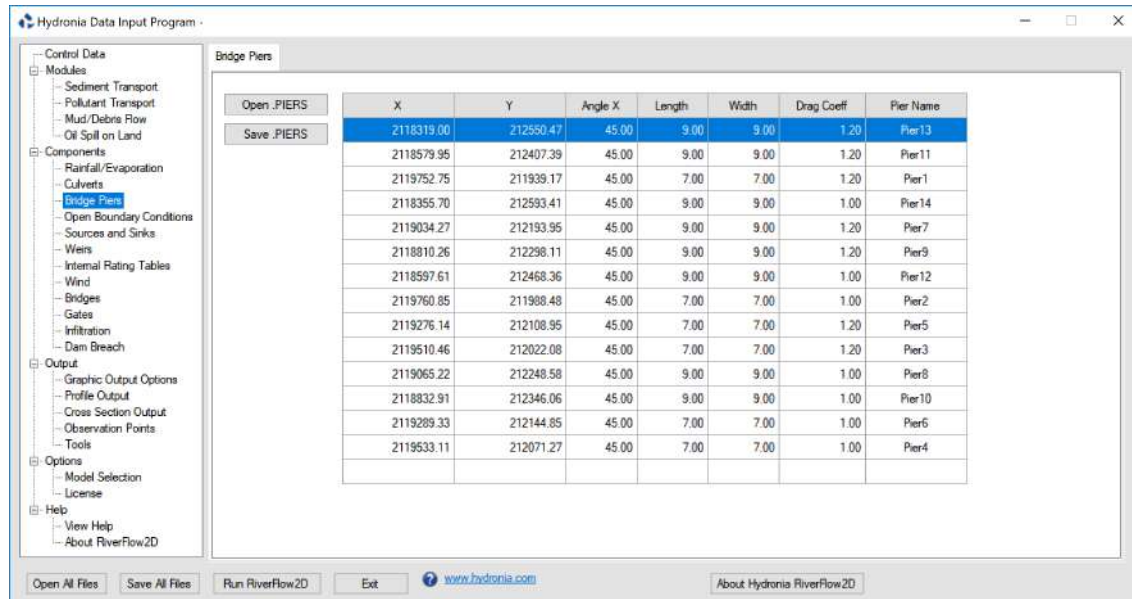 Hydronia Data Input Program -
Control Data
Modules
Sediment Transport
Pollutant Transport
Mud/Debris Flow
Oil Spill on Land
Components
Rainfall/Evaporation
Culverts
Bridge Piers
Open Boundary Conditions
Sources and Sinks
Weirs
Internal Rating Tables
Wind
Bridges
Gates
Infiltration
Dam Breach
Output
Graphic Output Options
Profile Output
Cross Section Output
Observation Points
Tools
Options
Model Selection
License
Help
View Help
About RiverFlow2D
Bridge Piers
Open .PIERS
Save .PIERS
X Y Angle X Length Width Drag Coeff Pier Name
2118319.00 212550.47 45.00 9.00 9.00 1.20 Pier13
2118579.95 212407.39 45.00 9.00 9.00 1.20 Pier11
2119752.75 211939.17 45.00 7.00 7.00 1.20 Pier1
2118355.70 212593.41 45.00 9.00 9.00 1.00 Pier14
2119034.27 212193.95 45.00 9.00 9.00 1.20 Pier7
2118810.26 212298.11 45.00 9.00 9.00 1.20 Pier9
2118597.61 212468.36 45.00 9.00 9.00 1.00 Pier12
2119760.85 211988.48 45.00 7.00 7.00 1.00 Pier2
2119276.14 212108.95 45.00 7.00 7.00 1.20 Pier5
2119510.46 212022.08 45.00 7.00 7.00 1.20 Pier3
2119065.22 212248.58 45.00 9.00 9.00 1.00 Pier8
2118832.91 212346.06 45.00 9.00 9.00 1.00 Pier10
2119289.33 212144.85 45.00 7.00 7.00 1.00 Pier6
2119533.11 212071.27 45.00 7.00 7.00 1.00 Pier4
Open All Files Save All Files Run RiverFlow2D Exit www.hydronia.com About Hydronia RiverFlow2D